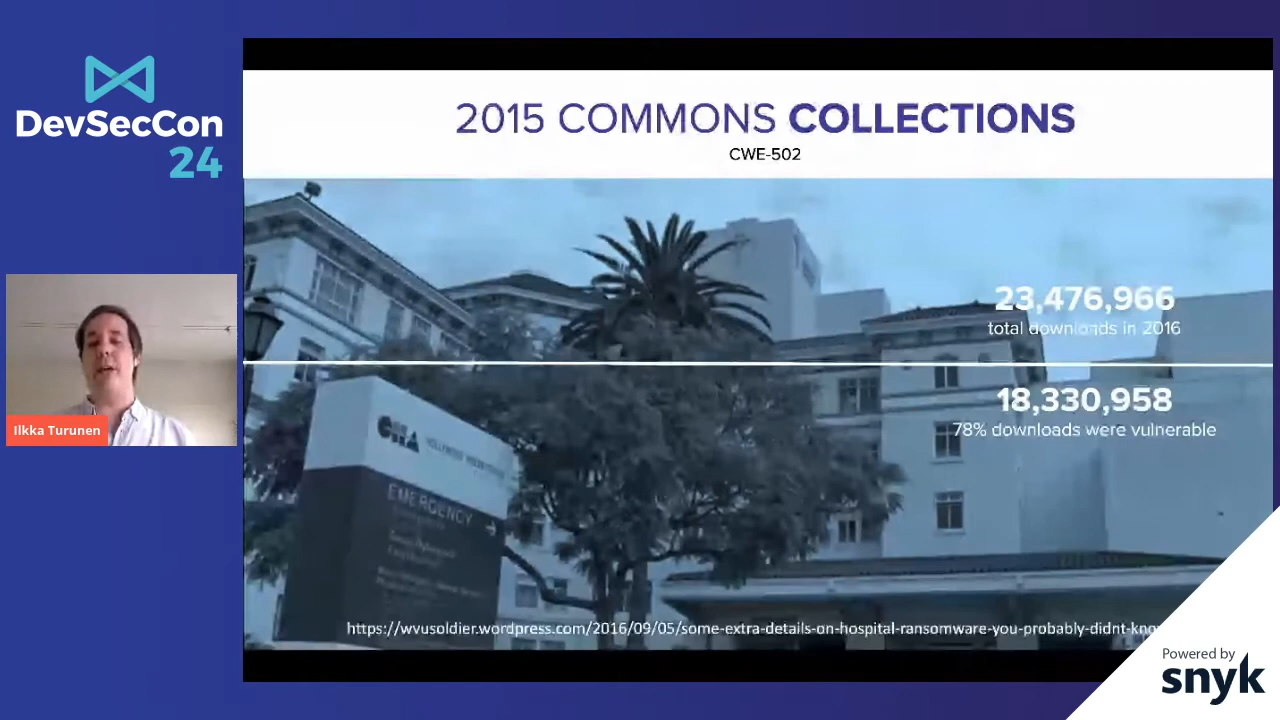 DevSecCon
24
2015 COMMONS COLLECTIONS
CWE-502
23,476,966
total downloads in 2016
18,330,958
78% downloads were vulnerable
CHA
EMERGENCY
https://wvusoldier.wordpress.com/2016/09/05/some-extra-details-on-hospital-ransomware-you-probably-didnt-kno
Ilkka Turunen
Powered by
snyk